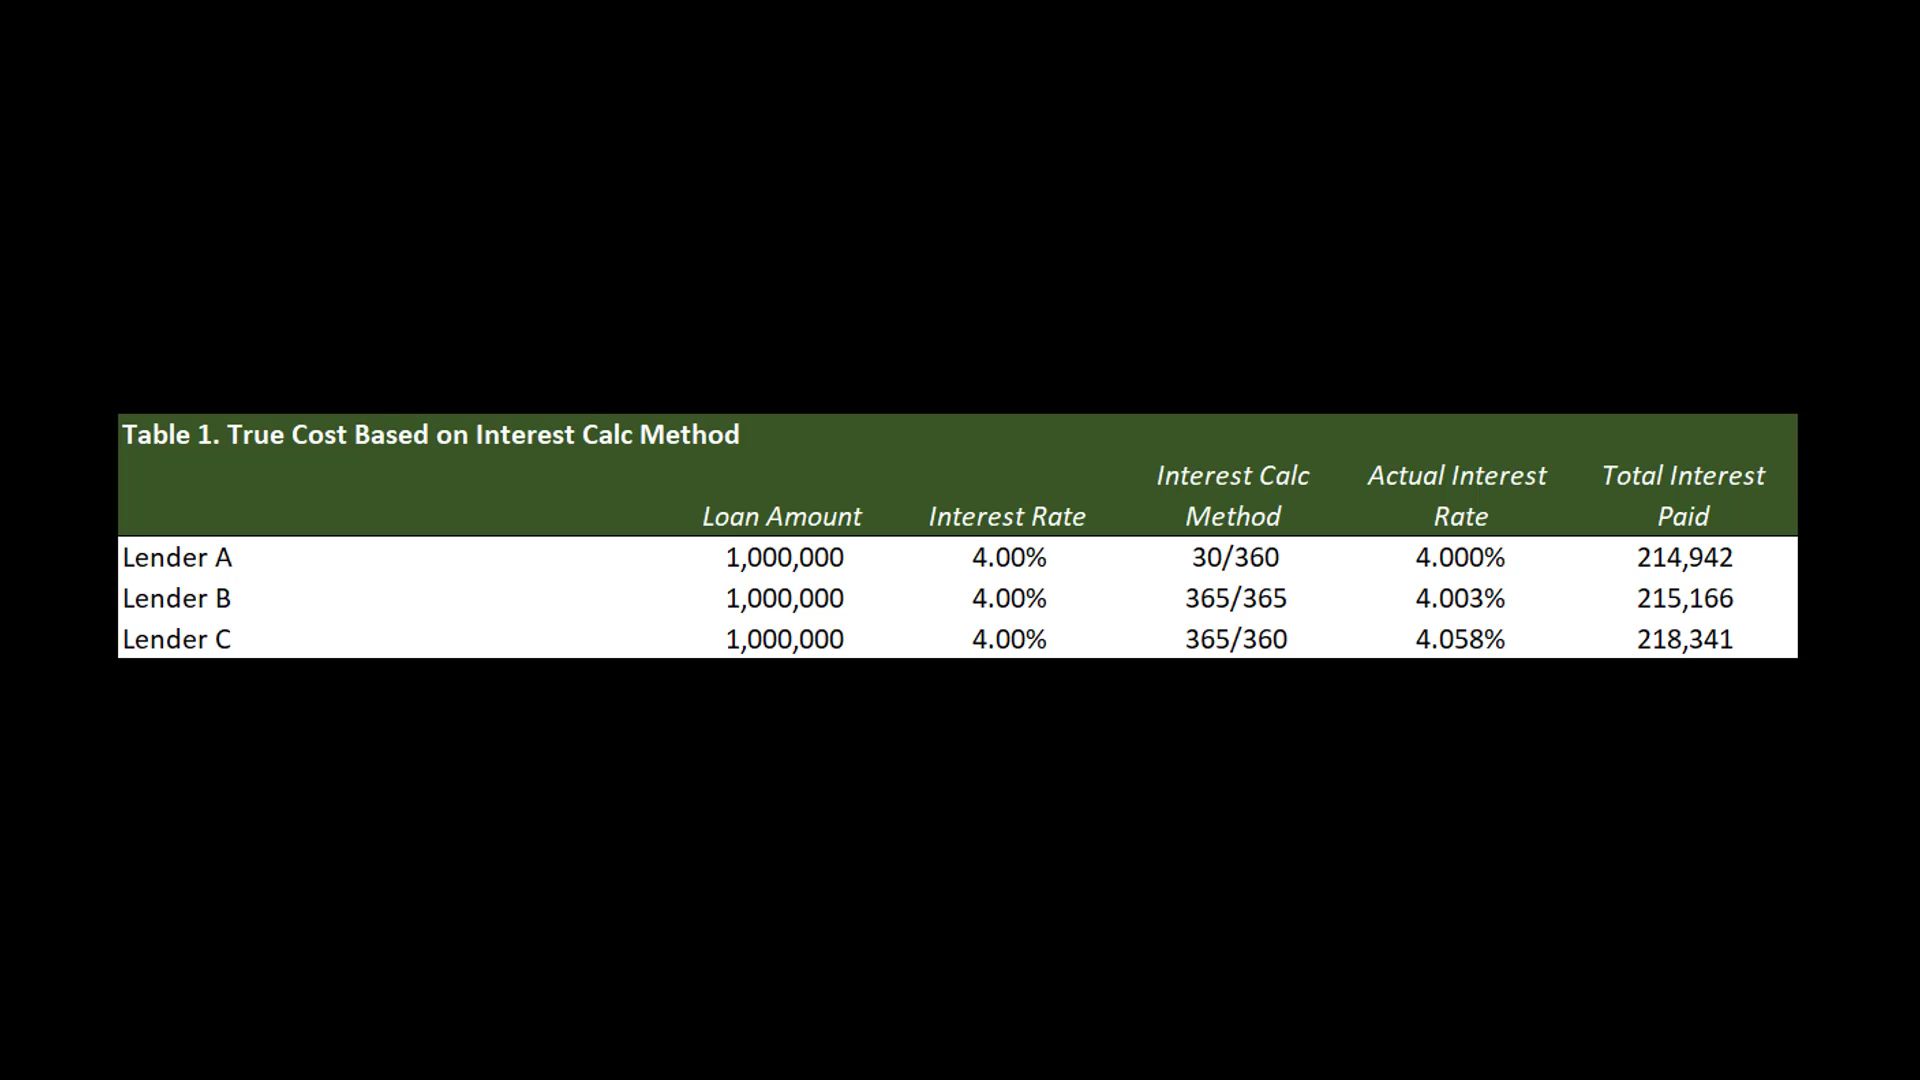 Table 1. True Cost Based on Interest Calc Method
Interest Calc Actual Interest Total Interest
Loan Amount Interest Rate Method Rate Paid
Lender A 1,000,000 4.00% 30/360 4.000% 214,942
Lender B 1,000,000 4.00% 365/365 4.003% 215,166
Lender C 1,000,000 4.00% 365/360 4.058% 218,341